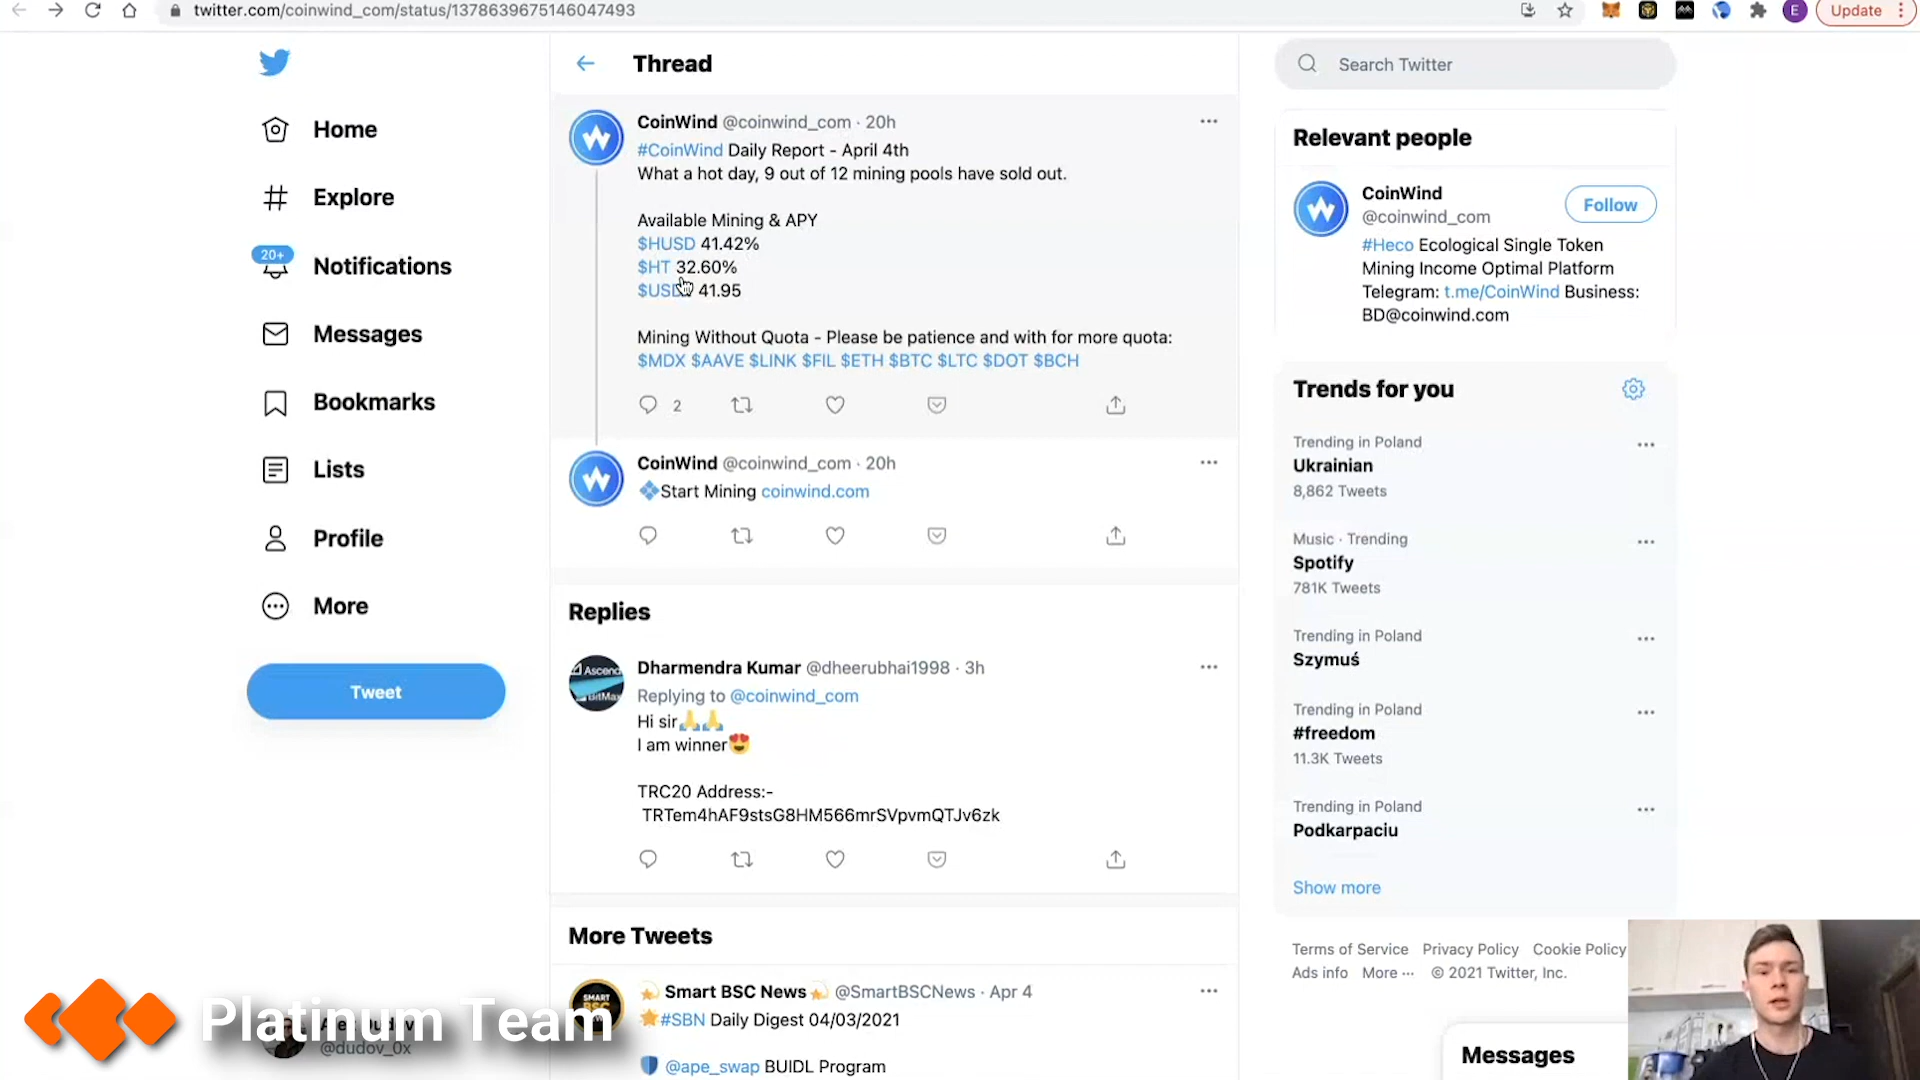 twitter.com/coinwind_com/status/1378639675146047493
E
Update
Home
Explore
20+
Notifications
Messages
Bookmarks
Lists
Profile
More
Tweet
@dudov_0x
Platinum Team
Thread
CoinWind @coinwind_com · 20h
#CoinWind Daily Report - April 4th
What a hot day, 9 out of 12 mining pools have sold out.
Available Mining & APY
$HUSD 41.42%
$HT 32.60%
41.95
Mining Without Quota - Please be patience and with for more quota:
$MDX $AAVE $LINK $FIL $ETH $BTC $LTC $DOT $BCH
2
CoinWind @coinwind_com · 20h
💠Start Mining coinwind.com
Replies
Dharmendra Kumar @dheerubhai1998 · 3h
Replying to @coinwind_com
Hi sir🙏🙏
I am winner😍
TRC20 Address:-
TRTem4hAF9stsG8HM566mrSVpvmQTJv6zk
More Tweets
SMART
BSC
💫 Smart BSC News 💫 @SmartBSCNews · Apr 4
⭐#SBN Daily Digest 04/03/2021
🛡 @ape_swap BUIDL Program
Search Twitter
Relevant people
CoinWind
@coinwind_com
Follow
#Heco Ecological Single Token
Mining Income Optimal Platform
Telegram: t.me/CoinWind Business:
BD@coinwind.com
Trends for you
Trending in Poland
Ukrainian
8,862 Tweets
Music · Trending
Spotify
781K Tweets
Trending in Poland
Szymuś
Trending in Poland
#freedom
11.3K Tweets
Trending in Poland
Podkarpaciu
Show more
Terms of Service Privacy Policy Cookie Policy
Ads info More ··· © 2021 Twitter, Inc.
Messages